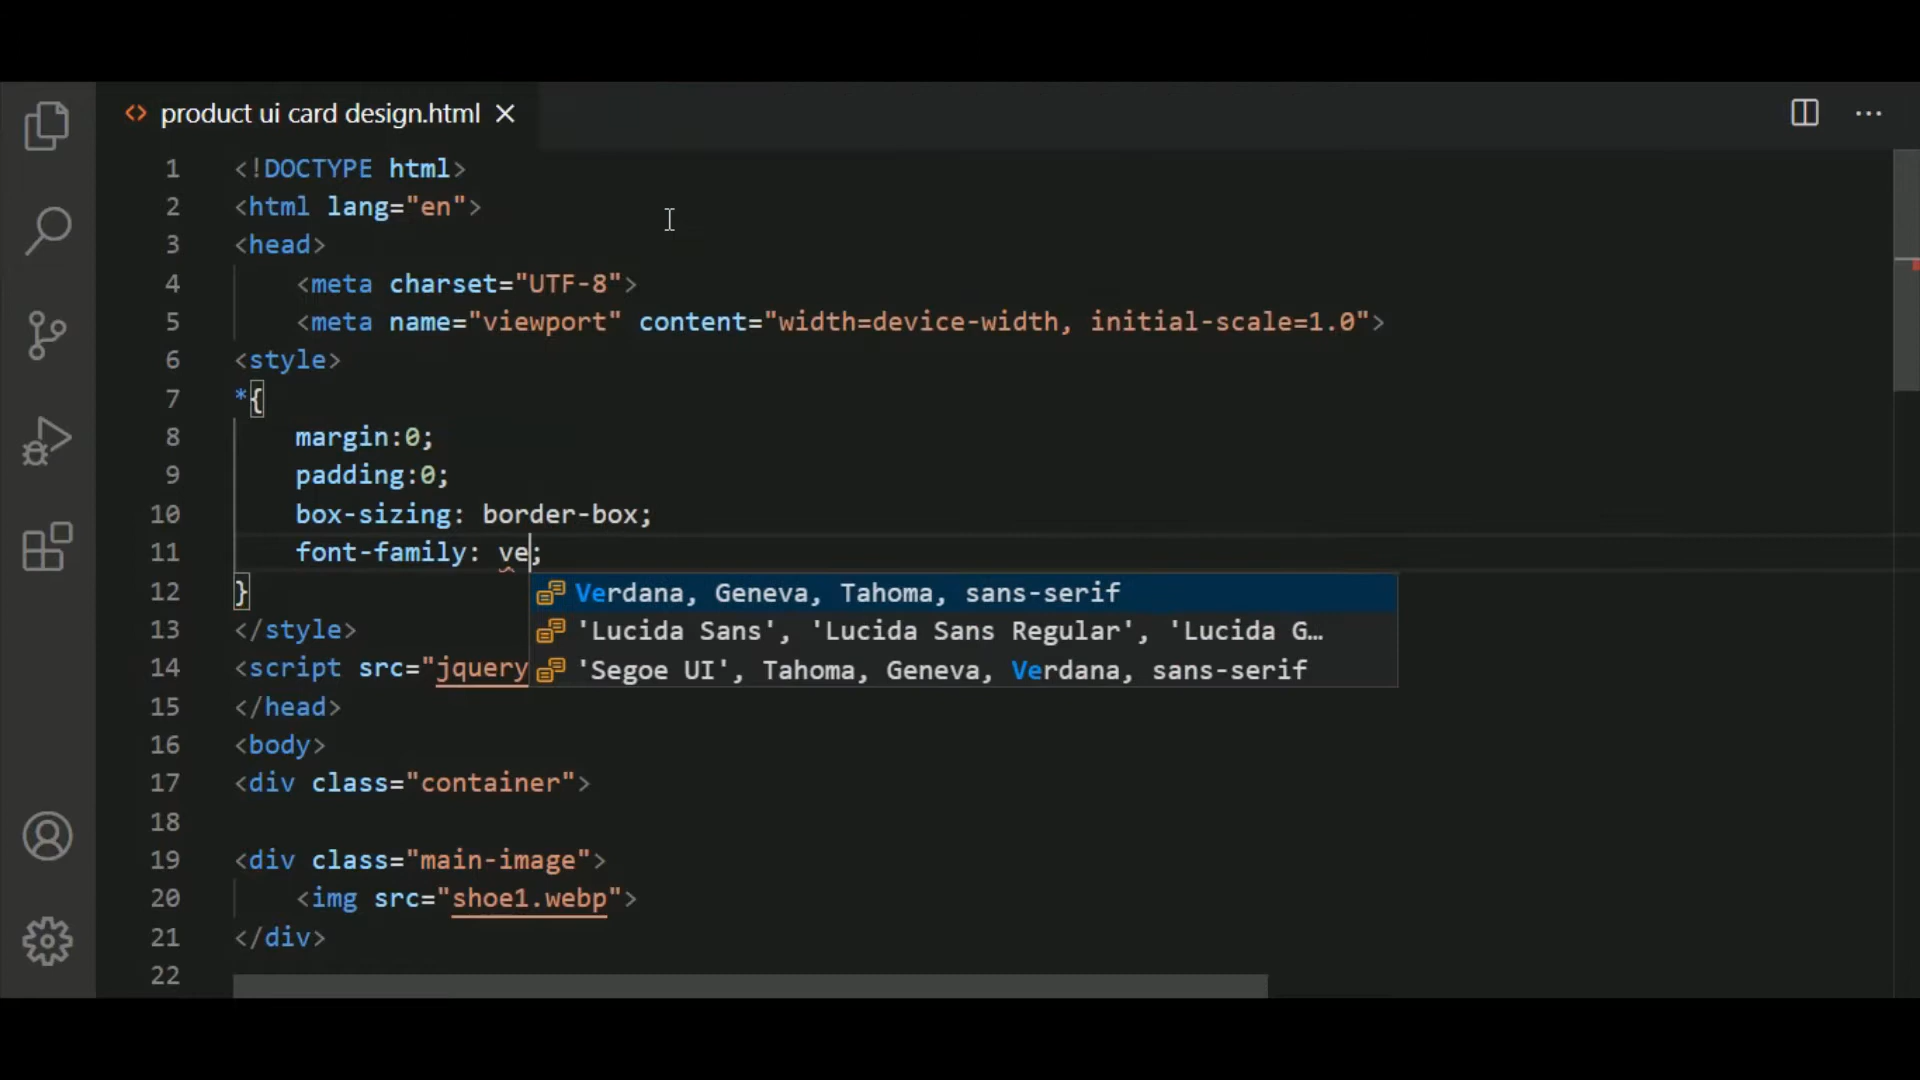 product ui card design.html
1 <!DOCTYPE html>
2 <html lang="en">
3 <head>
4 <meta charset="UTF-8">
5 <meta name="viewport" content="width=device-width, initial-scale=1.0">
6 <style>
7 *{
8 margin:0;
9 padding:0;
10 box-sizing: border-box;
11 font-family: ve;
12 }
Verdana, Geneva, Tahoma, sans-serif
13 </style>
'Lucida Sans', 'Lucida Sans Regular', 'Lucida G…
14 <script src="jquery
'Segoe UI', Tahoma, Geneva, Verdana, sans-serif
15 </head>
16 <body>
17 <div class="container">
18
19 <div class="main-image">
20 <img src="shoe1.webp">
21 </div>
22